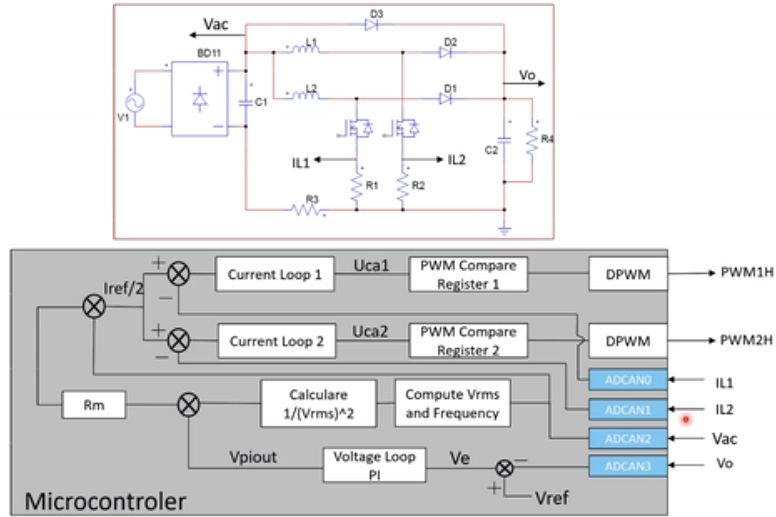 D3
Vac
L1
D2
BD11
Vo
L2
D1
C1
V1
C2
R4
IL1
IL2
R1
R2
R3
Iref/2
+
Current Loop 1
Uca1
PWM Compare
Register 1
DPWM
PWM1H
−
+
Current Loop 2
Uca2
PWM Compare
Register 2
DPWM
PWM2H
−
ADCAN0
IL1
Rm
Calculare
1/(Vrms)^2
Compute Vrms
and Frequency
ADCAN1
IL2
ADCAN2
Vac
Vpiout
Voltage Loop
PI
Ve
−
ADCAN3
Vo
+
Vref
Microcontroler